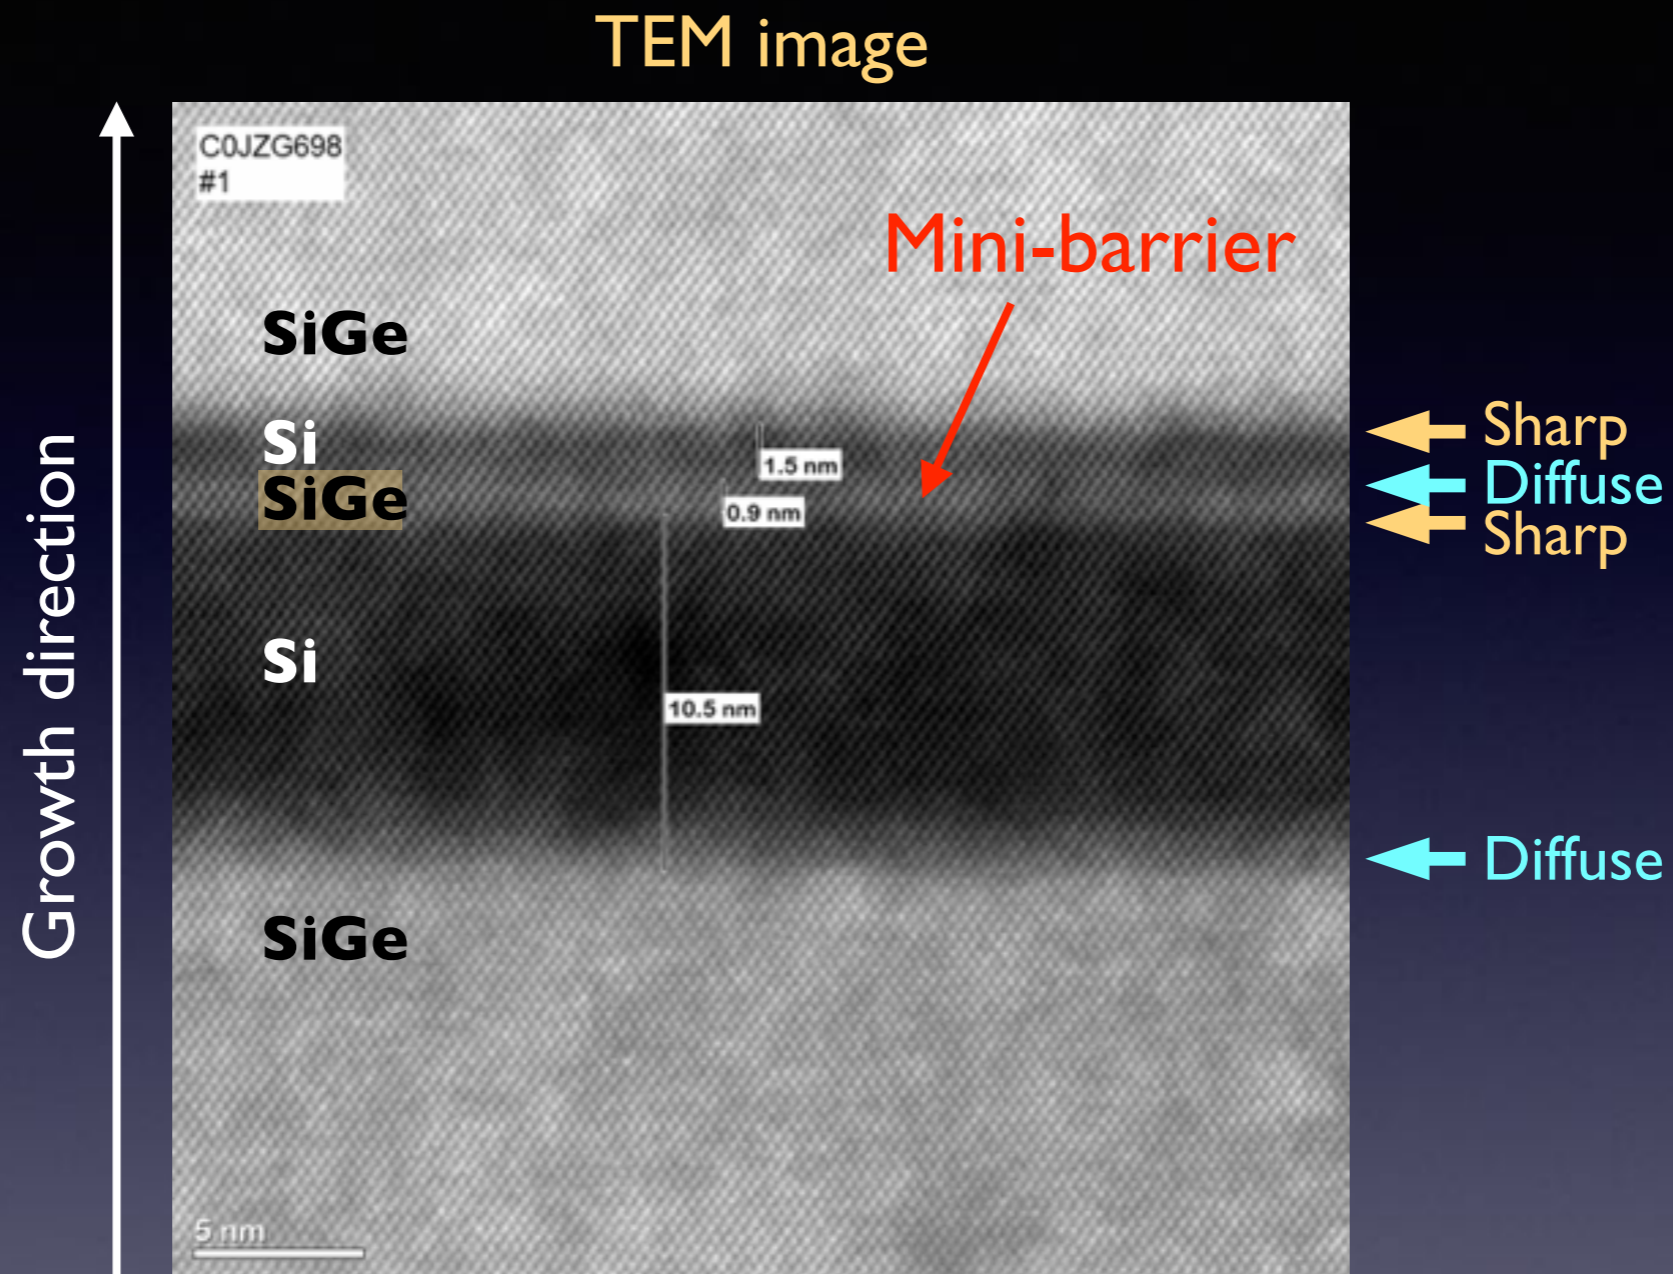 TEM image
C0JZG698
#1
Mini-barrier
SiGe
Si
SiGe
Si
SiGe
1.5 nm
0.9 nm
10.5 nm
5 nm
Growth direction
Sharp
Diffuse
Sharp
Diffuse